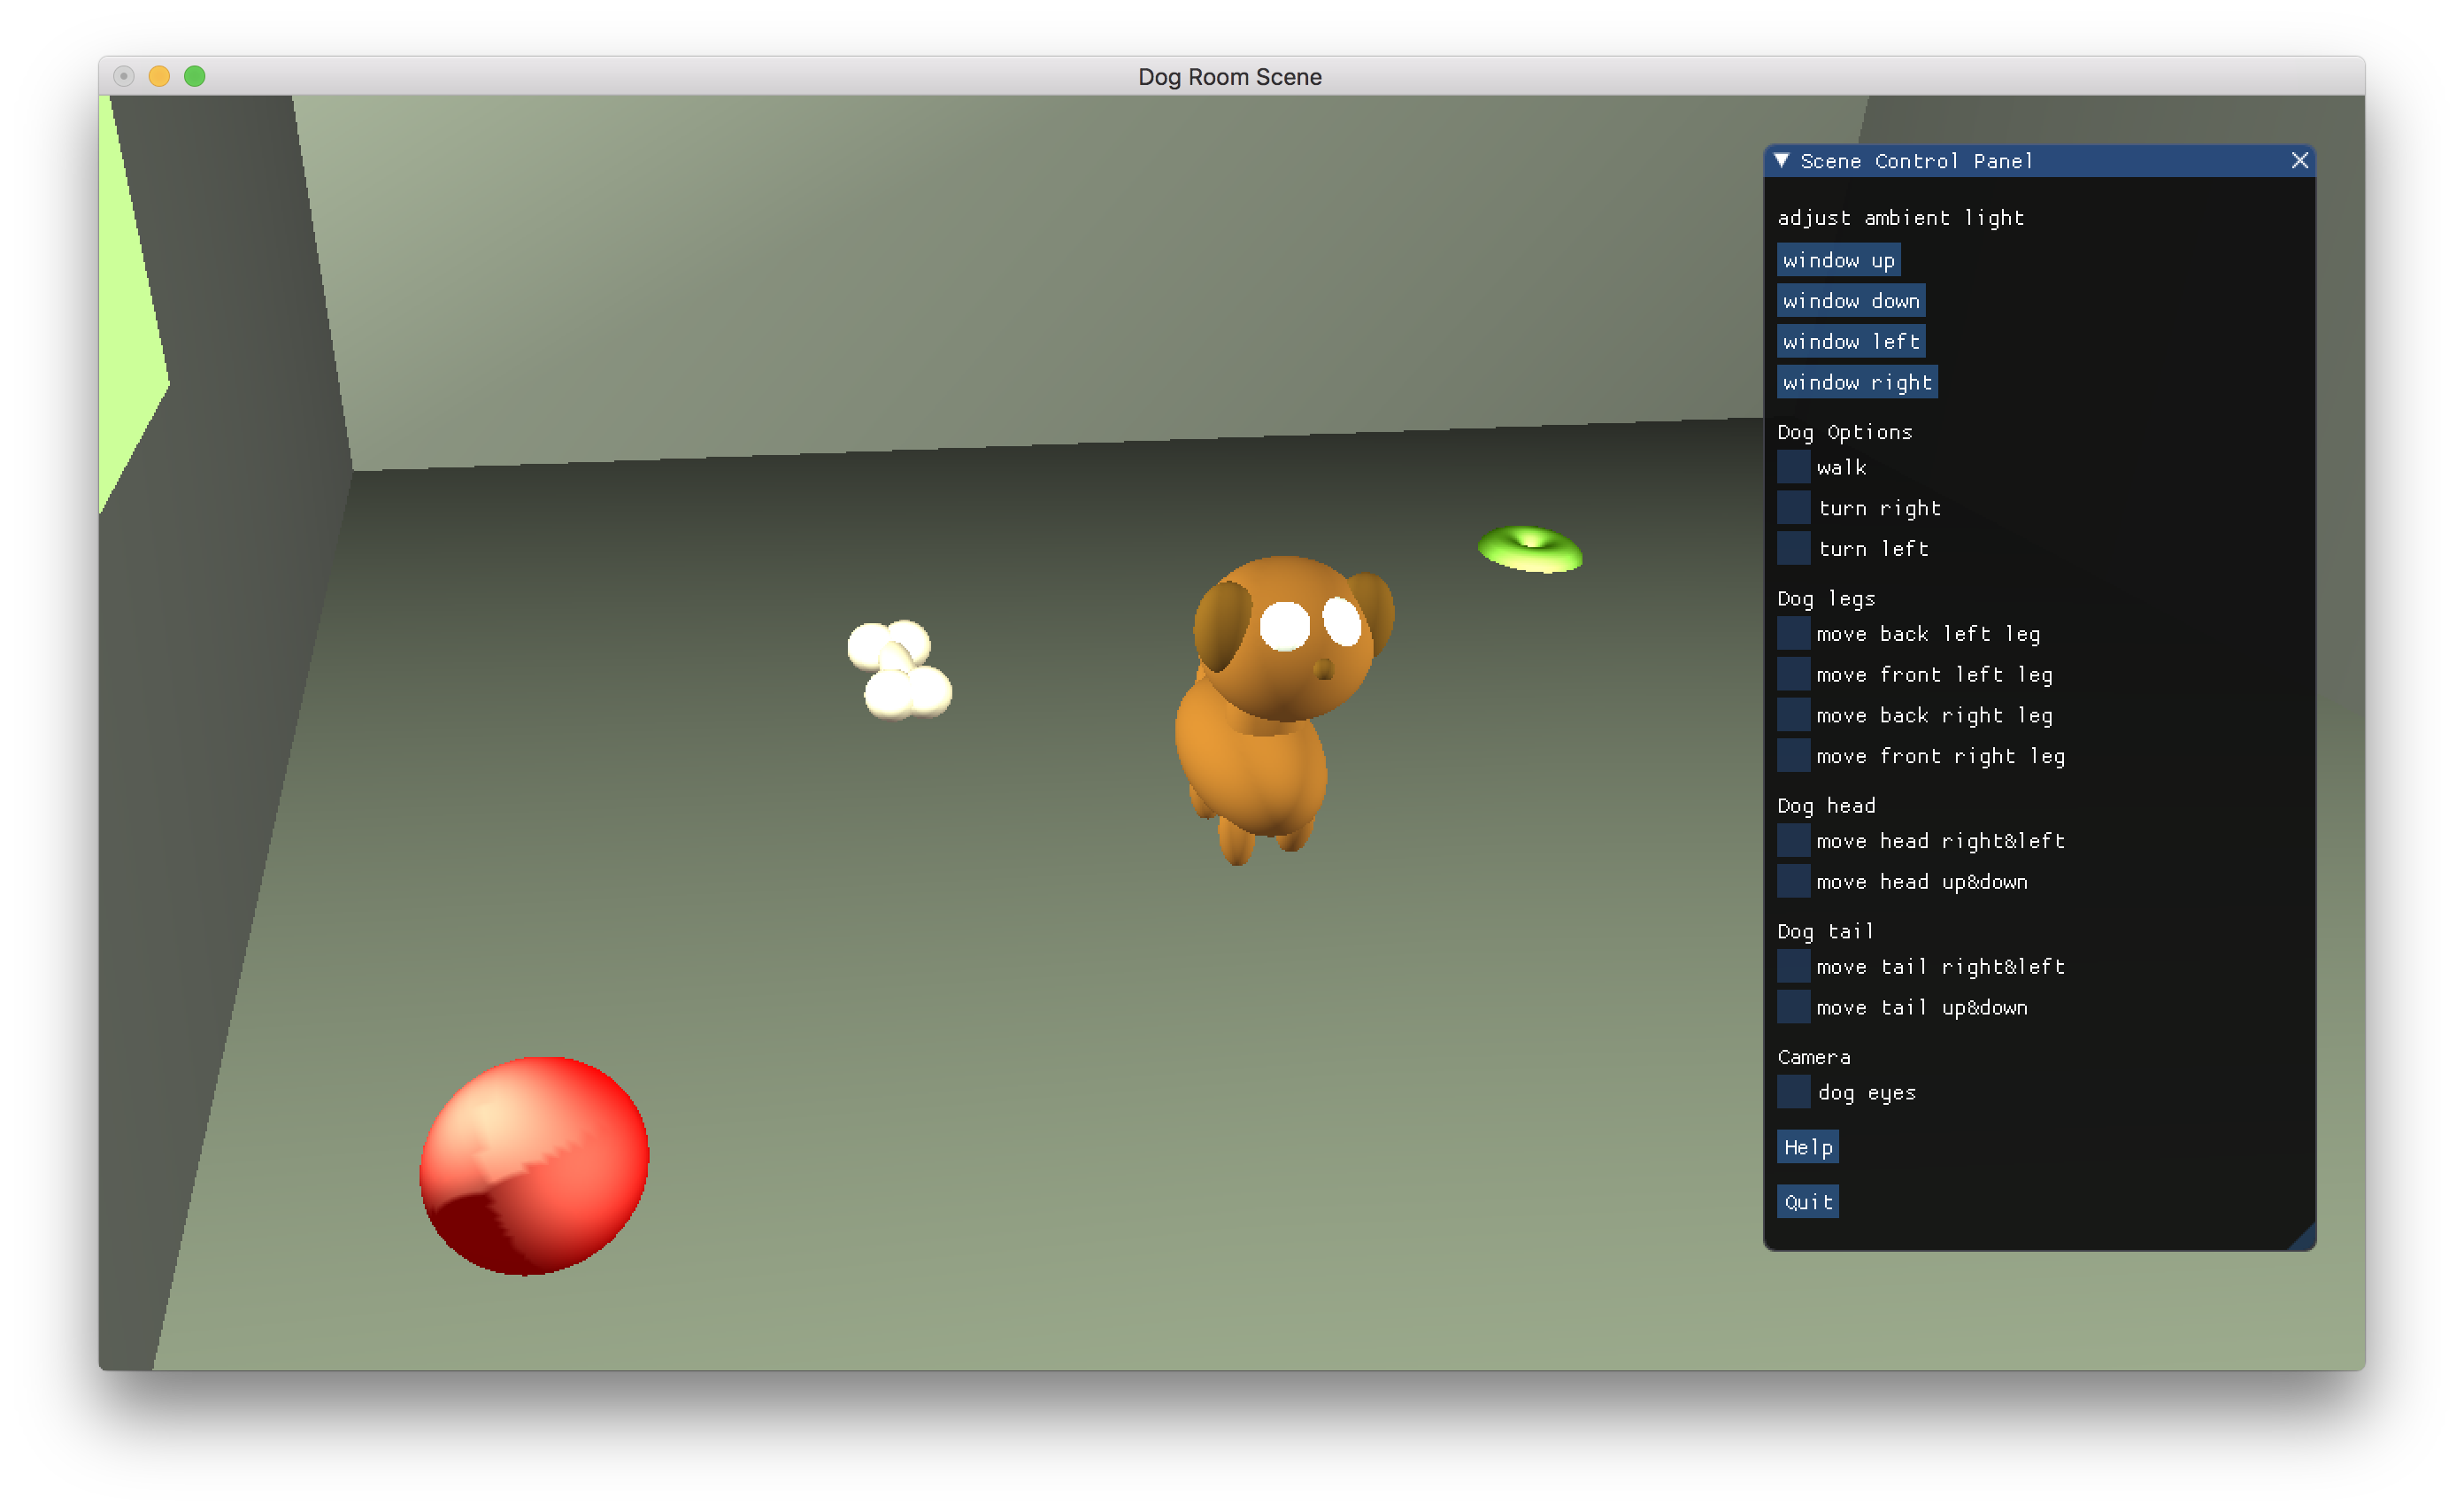 Dog Room Scene
Scene Control Panel
adjust ambient light
window up
window down
window left
window right
Dog Options
walk
turn right
turn left
Dog legs
move back left leg
move front left leg
move back right leg
move front right leg
Dog head
move head right&left
move head up&down
Dog tail
move tail right&left
move tail up&down
Camera
dog eyes
Help
Quit